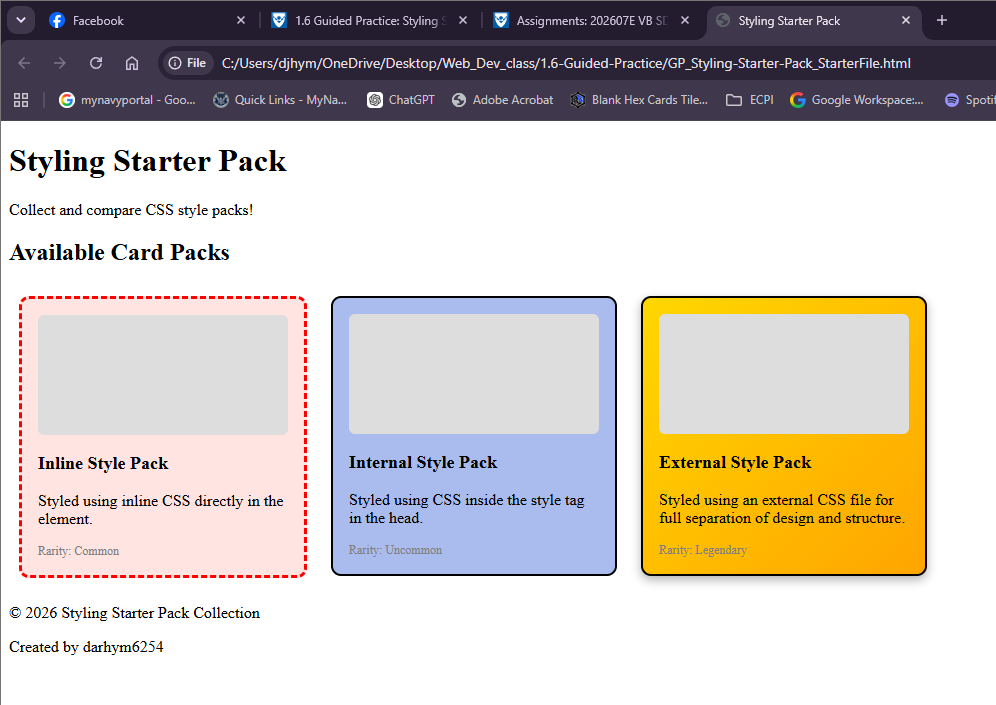 Facebook
1.6 Guided Practice: Styling S
Assignments: 202607E VB SD
Styling Starter Pack
File C:/Users/djhym/OneDrive/Desktop/Web_Dev_class/1.6-Guided-Practice/GP_Styling-Starter-Pack_StarterFile.html
mynavyportal - Goo...
Quick Links - MyNa...
ChatGPT
Adobe Acrobat
Blank Hex Cards Tile...
ECPI
Google Workspace:...
Spotif
Styling Starter Pack
Collect and compare CSS style packs!
Available Card Packs
Inline Style Pack
Styled using inline CSS directly in the
element.
Rarity: Common
Internal Style Pack
Styled using CSS inside the style tag
in the head.
Rarity: Uncommon
External Style Pack
Styled using an external CSS file for
full separation of design and structure.
Rarity: Legendary
© 2026 Styling Starter Pack Collection
Created by darhym6254